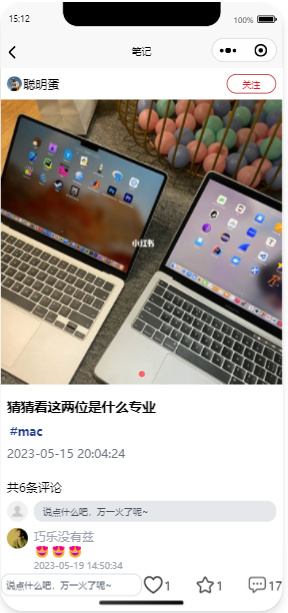 15:12
100%
笔记
聪明蛋
关注
小红书
猜猜看这两位是什么专业
#mac
2023-05-15 20:04:24
共6条评论
说点什么吧，万一火了呢~
巧乐没有兹
😍😍😍
2023-05-19 14:50:34
说点什么吧，万一火了呢~
1
1
17